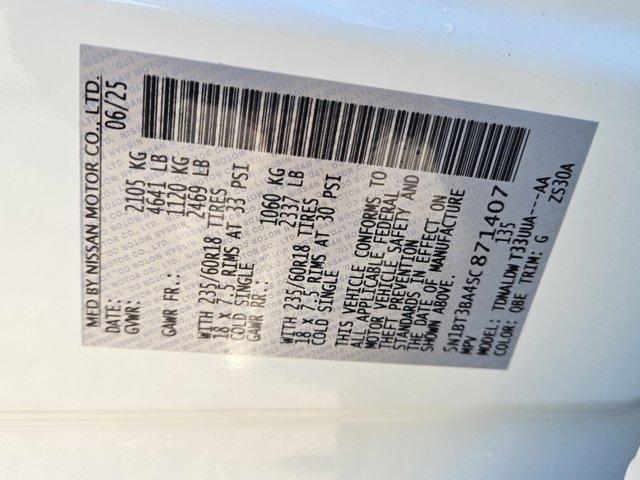 MFD BY NISSAN MOTOR CO., LTD.
DATE: 06/25
GVWR: 2105 KG
4641 LB
GAWR FR.: 1120 KG
2469 LB
WITH 235/60R18 TIRES
18 X 7.5 RIMS AT 33 PSI
COLD SINGLE
GAWR RR.: 1060 KG
2337 LB
WITH 235/60R18 TIRES
18 X 7.5 RIMS AT 30 PSI
COLD SINGLE
THIS VEHICLE CONFORMS TO
ALL APPLICABLE FEDERAL
MOTOR VEHICLE SAFETY AND
THEFT PREVENTION
STANDARDS IN EFFECT ON
THE DATE OF MANUFACTURE
SHOWN ABOVE.
5N1BT3BA4SC871407
MPV 135
MODEL: TDWALDWT33UUA---AA
COLOR: QBE TRIM: G ZS30A